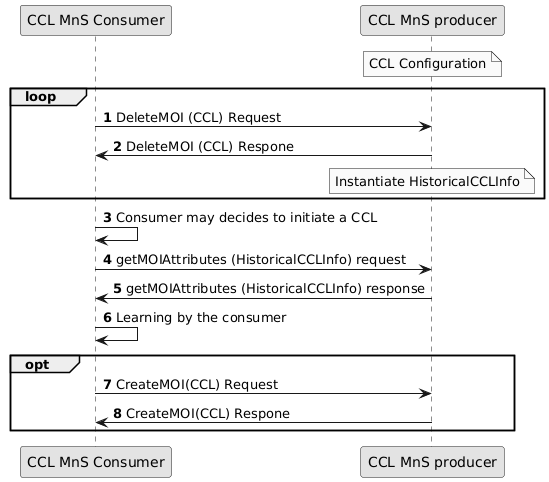 CCL MnS Consumer
CCL MnS producer
CCL Configuration
loop
1 DeleteMOI (CCL) Request
2 DeleteMOI (CCL) Respone
Instantiate HistoricalCCLInfo
3 Consumer may decides to initiate a CCL
4 getMOIAttributes (HistoricalCCLInfo) request
5 getMOIAttributes (HistoricalCCLInfo) response
6 Learning by the consumer
opt
7 CreateMOI(CCL) Request
8 CreateMOI(CCL) Respone
CCL MnS Consumer
CCL MnS producer